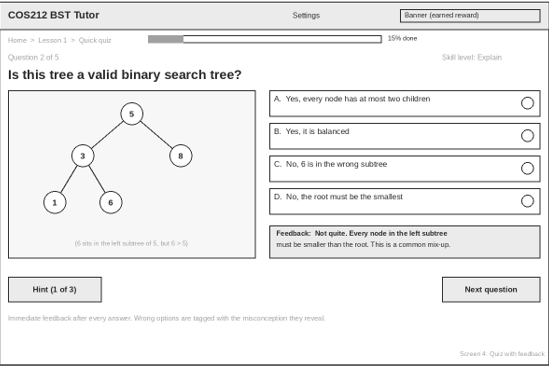 COS212 BST Tutor
Settings
Banner (earned reward)
Home > Lesson 1 > Quick quiz
15% done
Question 2 of 5
Skill level: Explain
Is this tree a valid binary search tree?
5
3
8
1
6
(6 sits in the left subtree of 5, but 6 > 5)
A. Yes, every node has at most two children
B. Yes, it is balanced
C. No, 6 is in the wrong subtree
D. No, the root must be the smallest
Feedback: Not quite. Every node in the left subtree
must be smaller than the root. This is a common mix-up.
Hint (1 of 3)
Next question
Immediate feedback after every answer. Wrong options are tagged with the misconception they reveal.
Screen 4: Quiz with feedback